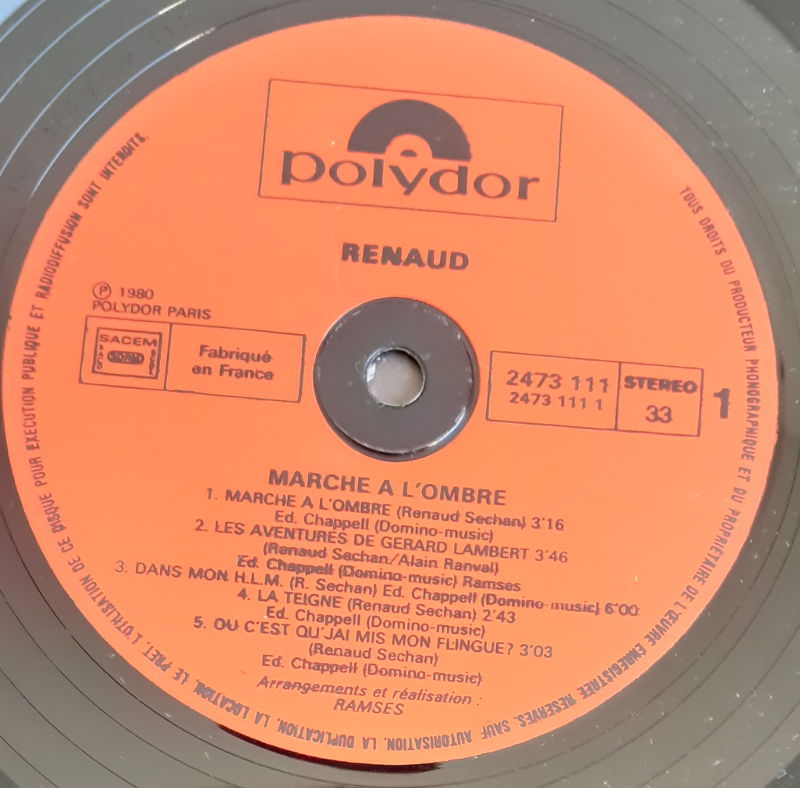 polydor
RENAUD
℗ 1980
POLYDOR PARIS
SACEM
Fabriqué
en France
2473 111
2473 111 1
STEREO
33
1
MARCHE A L'OMBRE
1. MARCHE A L'OMBRE (Renaud Sechan) 3'16
Ed. Chappell (Domino-music)
2. LES AVENTURES DE GERARD LAMBERT 3'46
(Renaud Sechan/Alain Ranval)
Ed. Chappell (Domino-music) Ramses
3. DANS MON H.L.M. (R. Sechan) Ed. Chappell (Domino-music) 6'00
4. LA TEIGNE (Renaud Sechan) 2'43
Ed. Chappell (Domino-music)
5. OU C'EST QU'JAI MIS MON FLINGUE? 3'03
(Renaud Sechan)
Ed. Chappell (Domino-music)
Arrangements et réalisation :
RAMSES
TOUS DROITS DU PRODUCTEUR PHONOGRAPHIQUE ET DU PROPRIETAIRE DE L'ŒUVRE ENREGISTREE RESERVES. SAUF AUTORISATION. LA DUPLICATION. LA LOCATION. LE PRET. L'UTILISATION DE CE DISQUE POUR EXECUTION PUBLIQUE ET RADIODIFFUSION SONT INTERDITS.